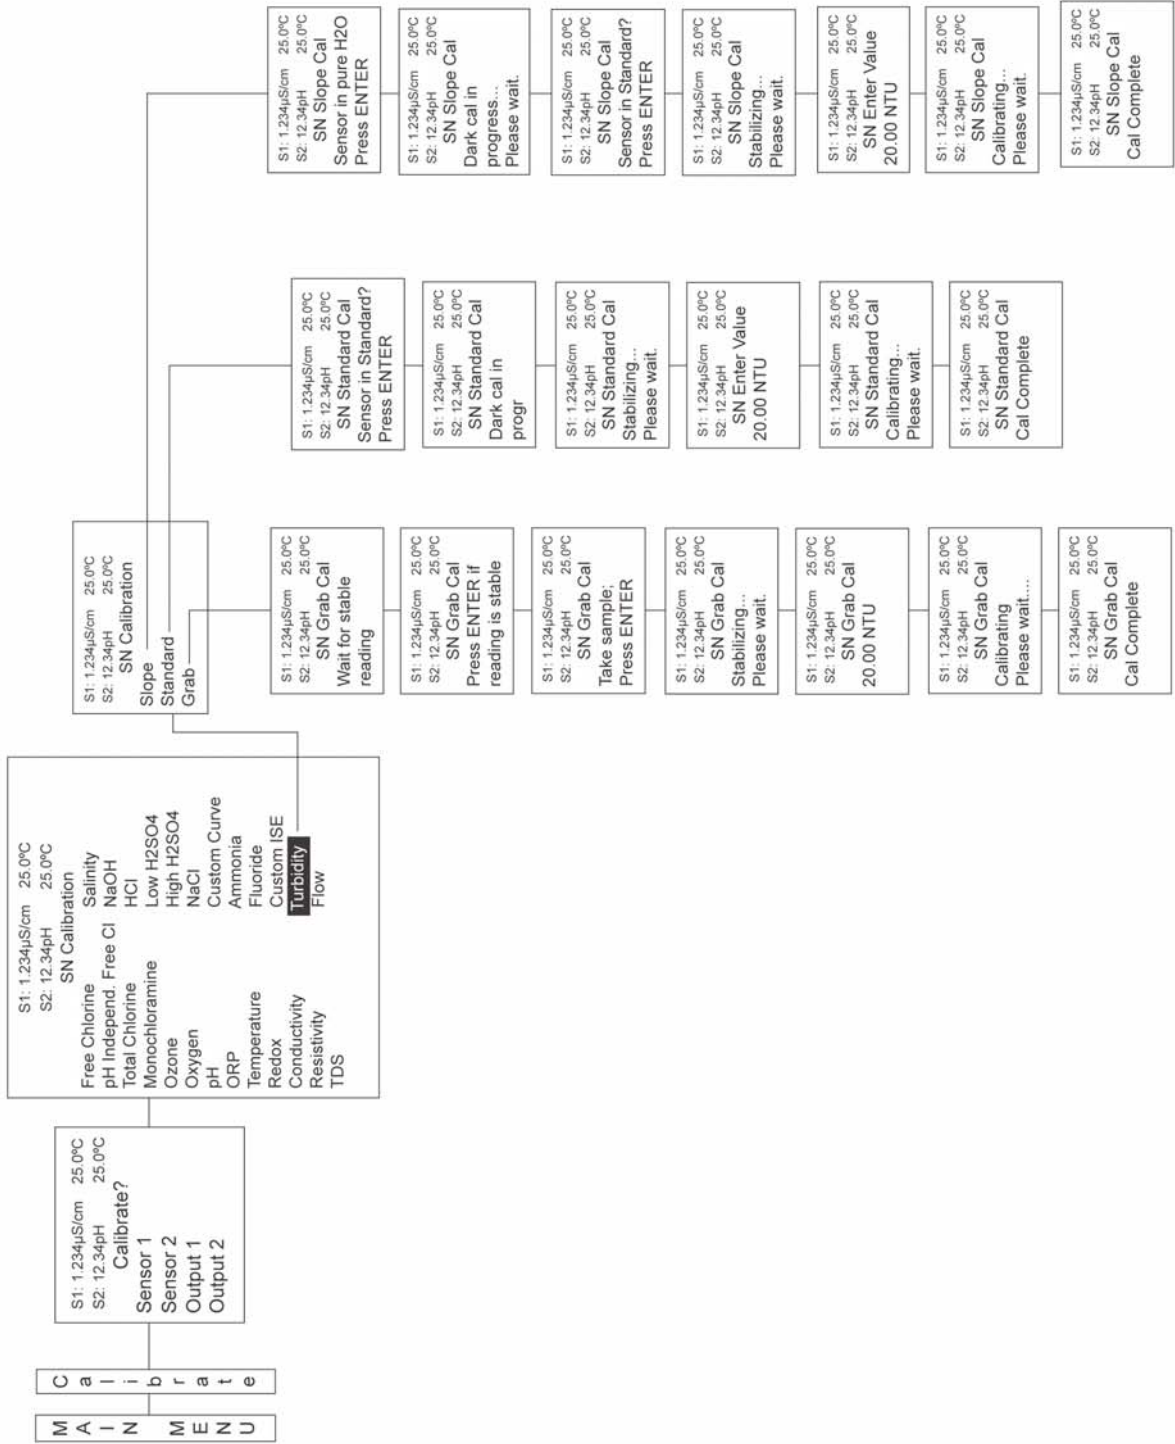 MAIN MENU
Calibrate
S1: 1.234µS/cm 25.0ºC
S2: 12.34pH 25.0ºC
Calibrate?
Sensor 1
Sensor 2
Output 1
Output 2
S1: 1.234µS/cm 25.0ºC
S2: 12.34pH 25.0ºC
SN Calibration
Free Chlorine Salinity
pH Independ. Free Cl NaOH
Total Chlorine HCl
Monochloramine Low H2SO4
Ozone High H2SO4
Oxygen NaCl
pH Custom Curve
ORP Ammonia
Temperature Fluoride
Redox Custom ISE
Conductivity Turbidity
Resistivity Flow
TDS
S1: 1.234µS/cm 25.0ºC
S2: 12.34pH 25.0ºC
SN Calibration
Slope
Standard
Grab
S1: 1.234µS/cm 25.0ºC
S2: 12.34pH 25.0ºC
SN Grab Cal
Wait for stable
reading
S1: 1.234µS/cm 25.0ºC
S2: 12.34pH 25.0ºC
SN Grab Cal
Press ENTER if
reading is stable
S1: 1.234µS/cm 25.0ºC
S2: 12.34pH 25.0ºC
SN Grab Cal
Take sample;
Press ENTER
S1: 1.234µS/cm 25.0ºC
S2: 12.34pH 25.0ºC
SN Grab Cal
Stabilizing...
Please wait.
S1: 1.234µS/cm 25.0ºC
S2: 12.34pH 25.0ºC
SN Grab Cal
20.00 NTU
S1: 1.234µS/cm 25.0ºC
S2: 12.34pH 25.0ºC
SN Grab Cal
Calibrating
Please wait....
S1: 1.234µS/cm 25.0ºC
S2: 12.34pH 25.0ºC
SN Grab Cal
Cal Complete
S1: 1.234µS/cm 25.0ºC
S2: 12.34pH 25.0ºC
SN Standard Cal
Sensor in Standard?
Press ENTER
S1: 1.234µS/cm 25.0ºC
S2: 12.34pH 25.0ºC
SN Standard Cal
Dark cal in
progr
S1: 1.234µS/cm 25.0ºC
S2: 12.34pH 25.0ºC
SN Standard Cal
Stabilizing...
Please wait.
S1: 1.234µS/cm 25.0ºC
S2: 12.34pH 25.0ºC
SN Enter Value
20.00 NTU
S1: 1.234µS/cm 25.0ºC
S2: 12.34pH 25.0ºC
SN Standard Cal
Calibrating...
Please wait.
S1: 1.234µS/cm 25.0ºC
S2: 12.34pH 25.0ºC
SN Standard Cal
Cal Complete
S1: 1.234µS/cm 25.0ºC
S2: 12.34pH 25.0ºC
SN Slope Cal
Sensor in pure H2O
Press ENTER
S1: 1.234µS/cm 25.0ºC
S2: 12.34pH 25.0ºC
SN Slope Cal
Dark cal in
progress...
Please wait.
S1: 1.234µS/cm 25.0ºC
S2: 12.34pH 25.0ºC
SN Slope Cal
Sensor in Standard?
Press ENTER
S1: 1.234µS/cm 25.0ºC
S2: 12.34pH 25.0ºC
SN Slope Cal
Stabilizing...
Please wait.
S1: 1.234µS/cm 25.0ºC
S2: 12.34pH 25.0ºC
SN Enter Value
20.00 NTU
S1: 1.234µS/cm 25.0ºC
S2: 12.34pH 25.0ºC
SN Slope Cal
Calibrating...
Please wait.
S1: 1.234µS/cm 25.0ºC
S2: 12.34pH 25.0ºC
SN Slope Cal
Cal Complete